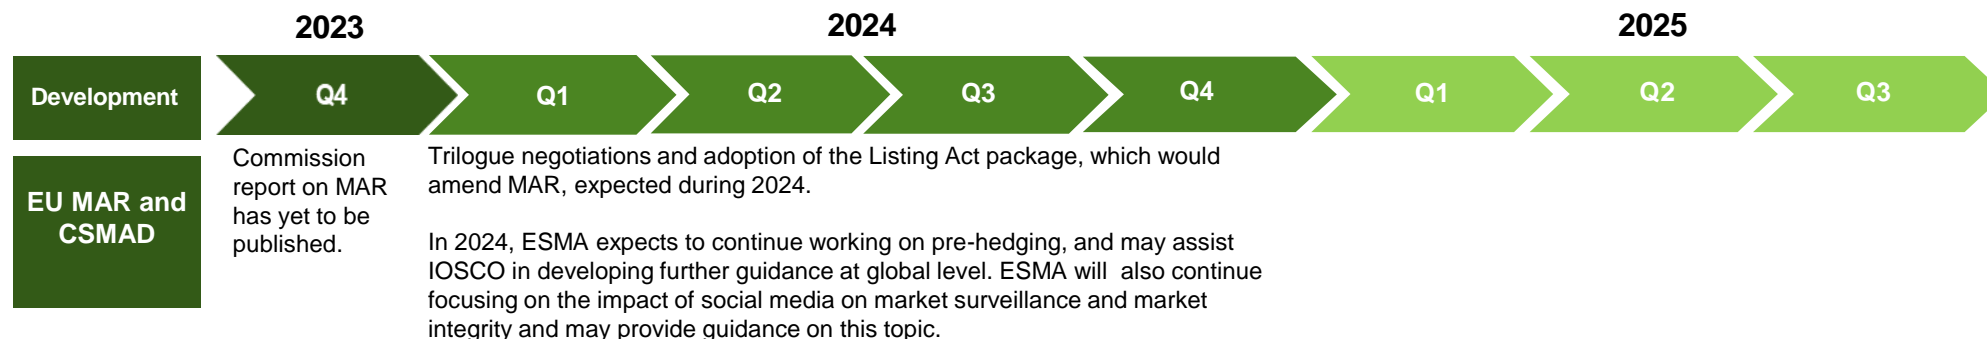 2023
2024
2025
Development
Q4
Q1
Q2
Q3
Q4
Q1
Q2
Q3
EU MAR and
CSMAD
Commission
report on MAR
has yet to be
published.
Trilogue negotiations and adoption of the Listing Act package, which would
amend MAR, expected during 2024.
In 2024, ESMA expects to continue working on pre-hedging, and may assist
IOSCO in developing further guidance at global level. ESMA will  also continue
focusing on the impact of social media on market surveillance and market
integrity and may provide guidance on this topic.